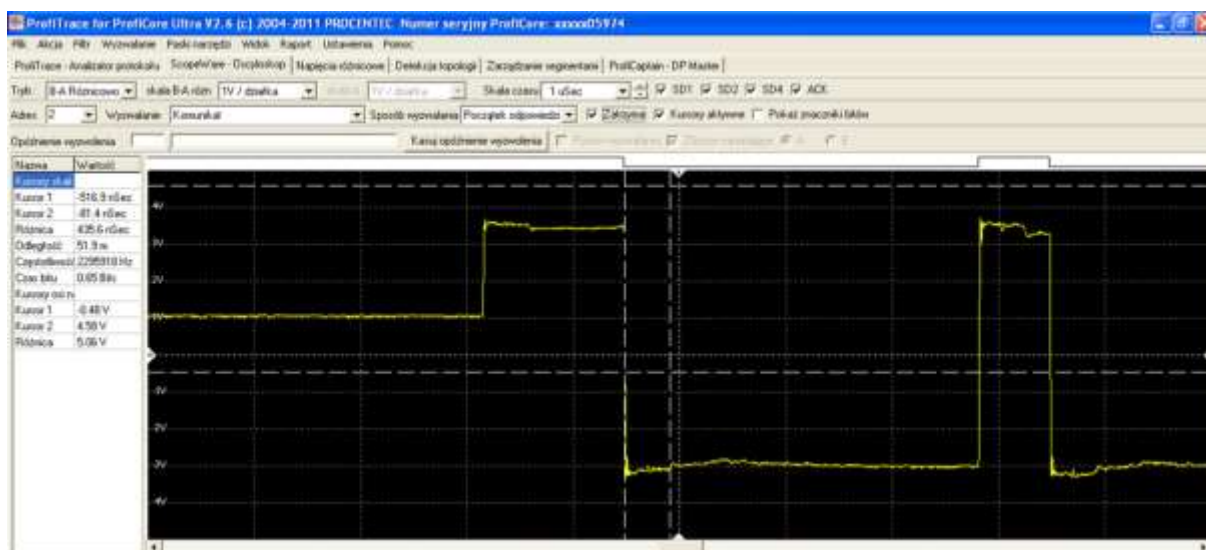 ProfiTrace for ProfiCore Ultra V2.6 (c) 2004-2011 PROCENTEC Numer seryjny ProfiCore: xxxxx05974
Plik Akcja Filtry Wyzwalanie Paski narzędzi Widok Raport Ustawienia Pomoc
ProfiTrace - Analizator protokołu ScopeWare - Oscyloskop Napięcia różnicowe Detekcja topologii Zarządzanie segmentami ProfiCaptain - DP Master
Tryb B-A Różnicowo skala B-A różn 1V / działka 1V / działka Skala czasu 1 uSec SD1 SD2 SD4 ACK
Adres 2 Wyzwalanie Komunikat Sposób wyzwalania Początek odpowiedzi Zatrzymaj Kursory aktywne Pokaż znaczniki bitów
Opóźnienie wyzwolenia Kasuj opóźnienie wyzwolenia
Nazwa Wartość
Kursor 1 -516.9 nSec
Kursor 2 -81.4 nSec
Różnica 435.6 nSec
Odległość 51.9 m
Częstotliwość 2295918 Hz
Czas bitu 0.65 Bits
Kursor 1 -0.48 V
Kursor 2 4.58 V
Różnica 5.06 V
4V
3V
2V
1V
-1V
-2V
-3V
-4V